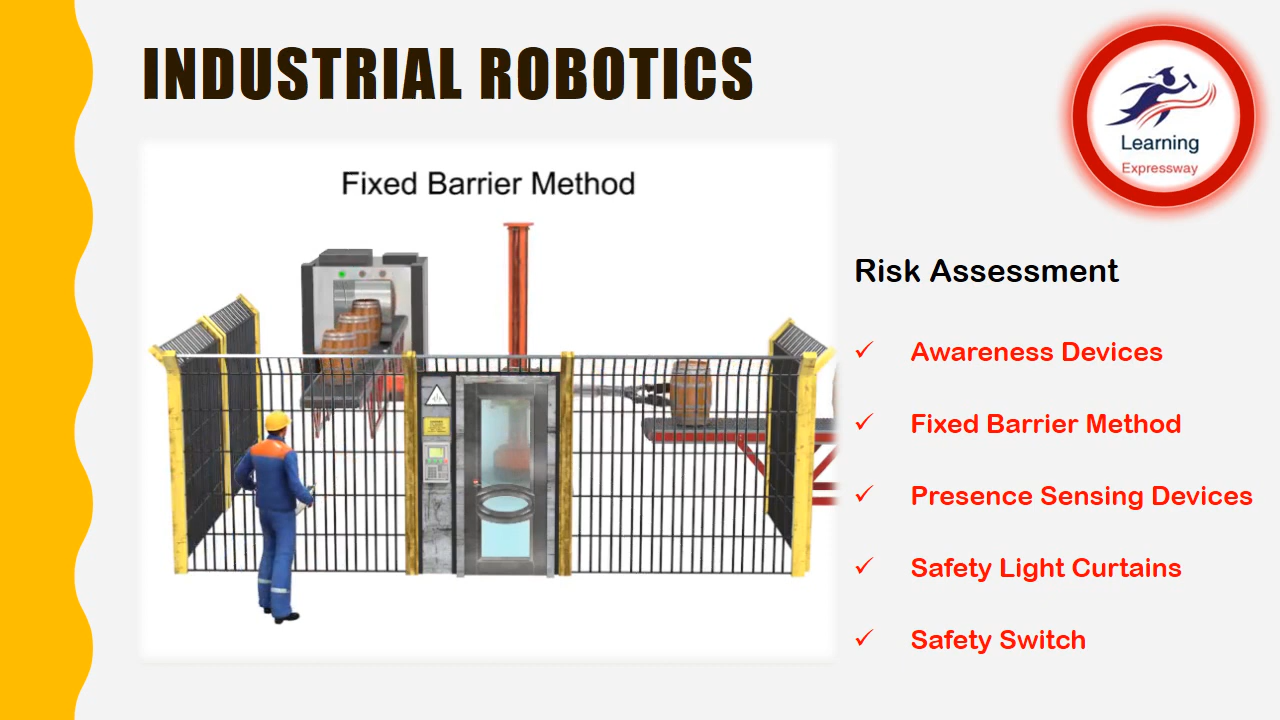 INDUSTRIAL ROBOTICS
Learning
Expressway
Fixed Barrier Method
Risk Assessment
✓ Awareness Devices
✓ Fixed Barrier Method
✓ Presence Sensing Devices
✓ Safety Light Curtains
✓ Safety Switch